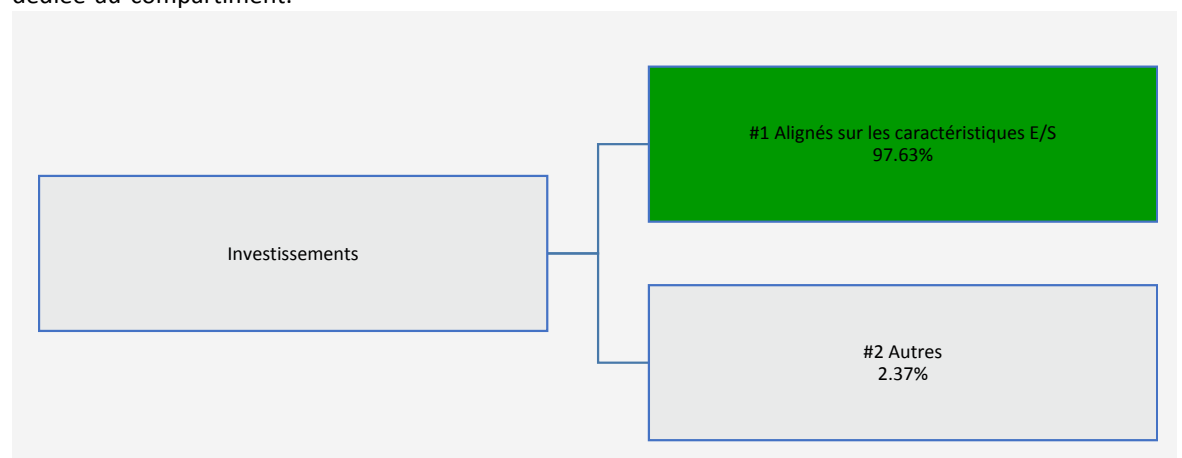 dédiée au compartiment.
Investissements
#1 Alignés sur les caractéristiques E/S
97.63%
#2 Autres
2.37%